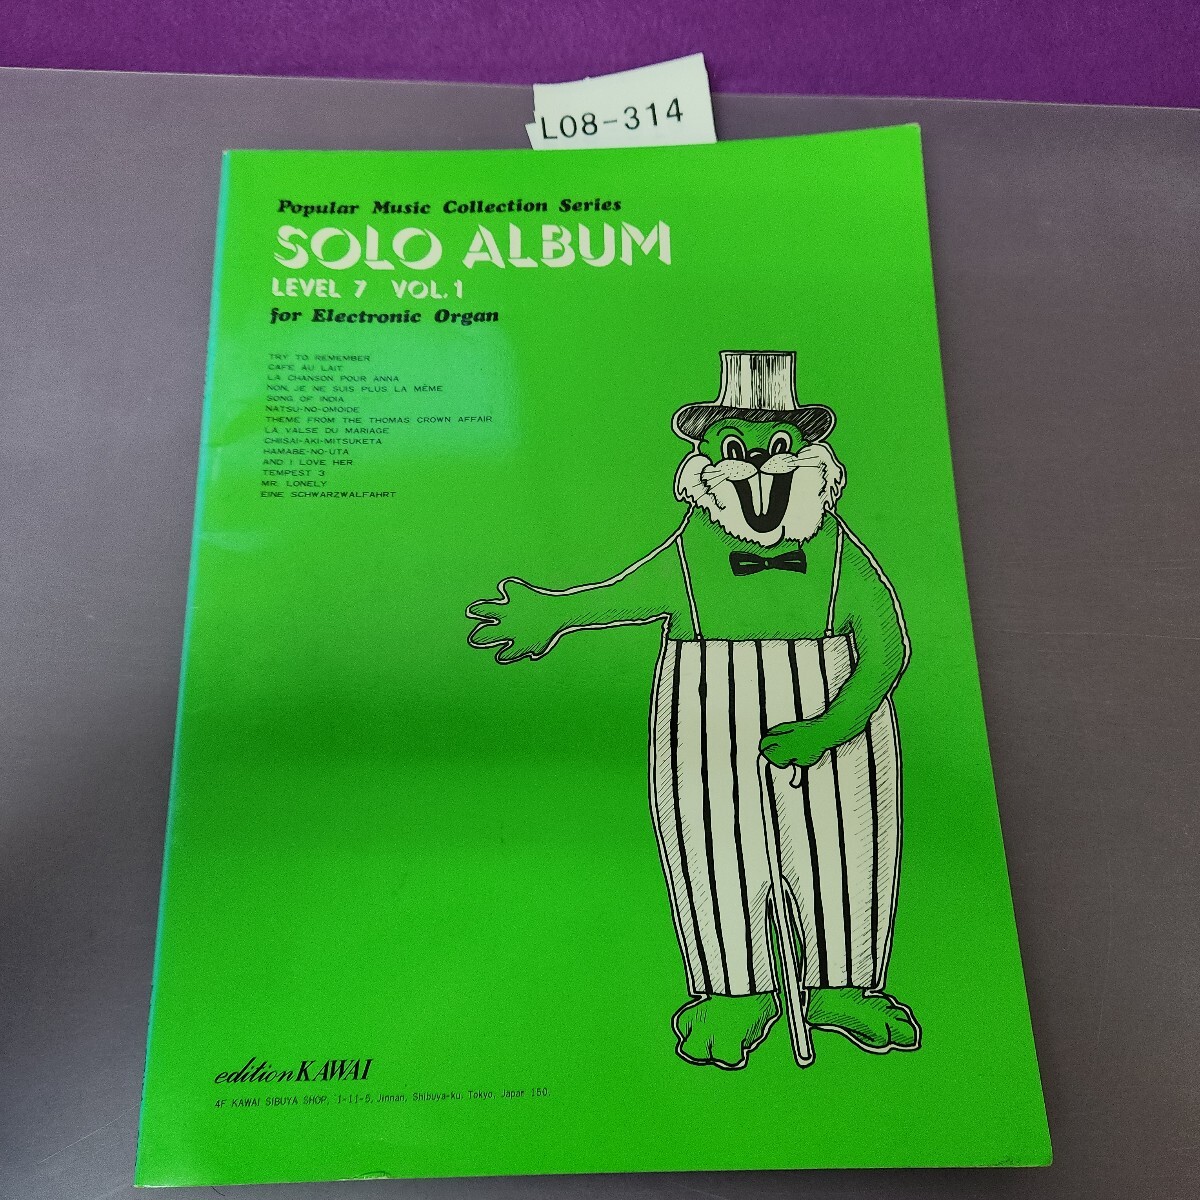 L08-314
Popular Music Collection Series
SOLO ALBUM
LEVEL 7 VOL.1
for Electronic Organ
TRY TO REMEMBER
CAFE AU LAIT
LA CHANSON POUR ANNA
NON, JE NE SUIS PLUS LA MÊME
SONG OF INDIA
NATSU-NO-OMOIDE
THEME FROM THE THOMAS CROWN AFFAIR
LA VALSE DU MARIAGE
CHIISAI-AKI-MITSUKETA
HAMABE-NO-UTA
AND I LOVE HER
TEMPEST 3
MR. LONELY
EINE SCHWARZWALFAHRT
edition KAWAI
4F KAWAI SIBUYA SHOP, 1-11-5, Jinnan, Shibuya-ku, Tokyo, Japan 150